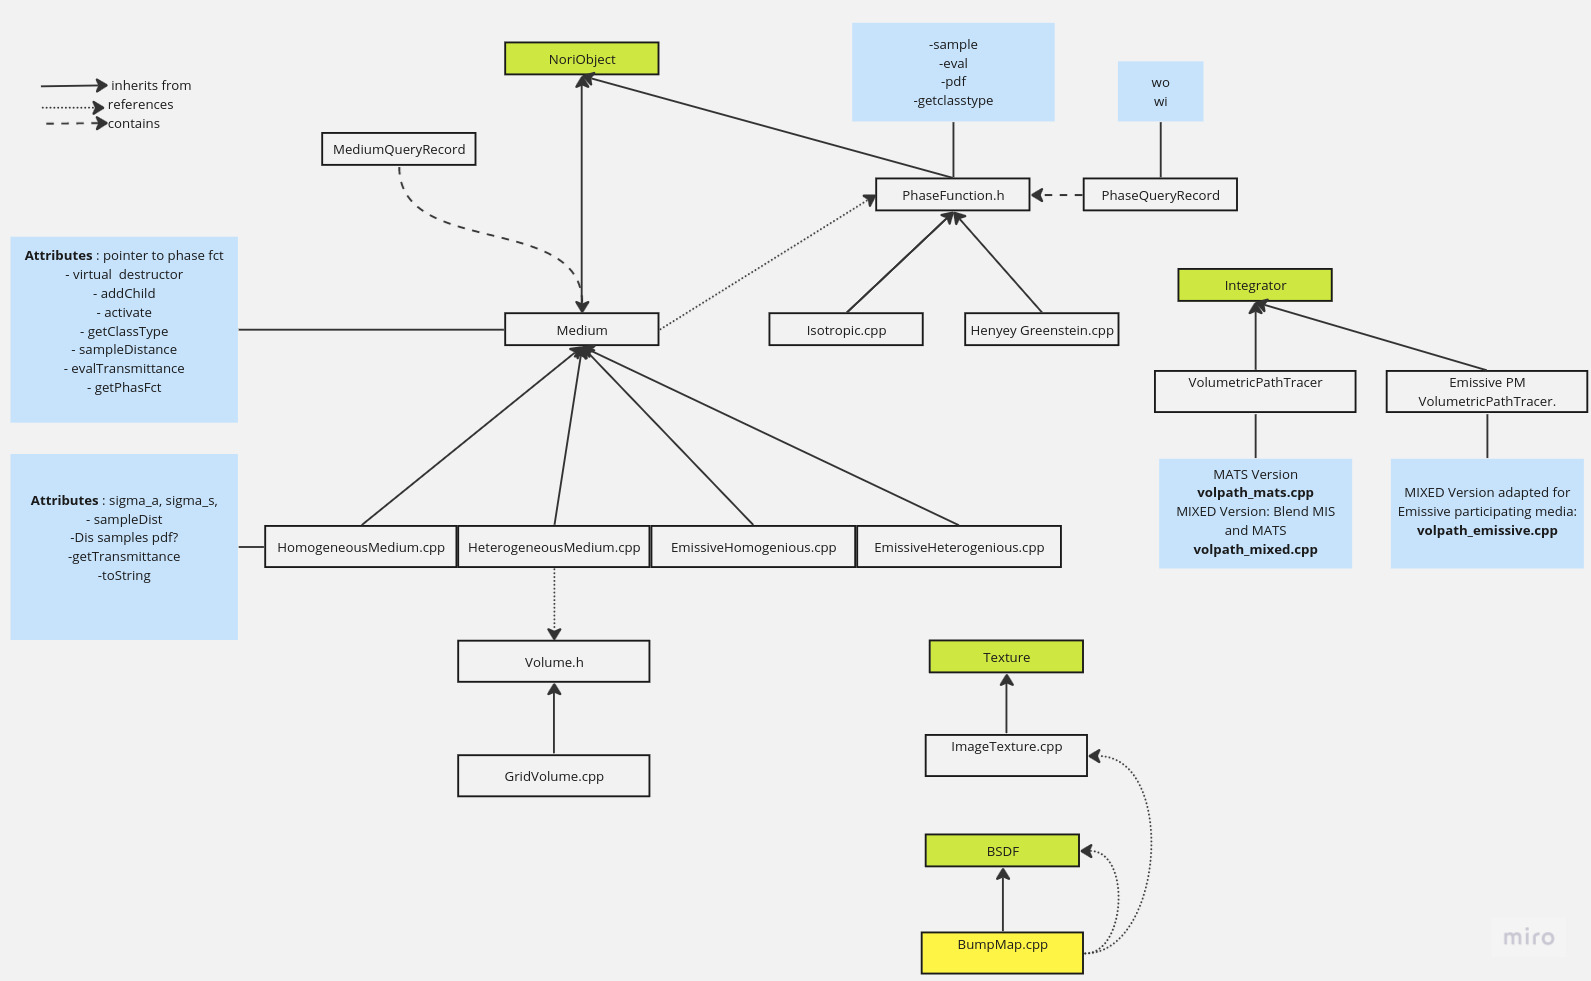 NoriObject
-sample
-eval
-pdf
-getclasstype
wo
wi
inherits from
references
contains
MediumQueryRecord
PhaseFunction.h
PhaseQueryRecord
Attributes : pointer to phase fct
- virtual  destructor
- addChild
- activate
- getClassType
- sampleDistance
- evalTransmittance
- getPhasFct
Medium
Isotropic.cpp
Henyey Greenstein.cpp
Integrator
VolumetricPathTracer
Emissive PM
VolumetricPathTracer.
MATS Version
volpath_mats.cpp
MIXED Version: Blend MIS
and MATS
volpath_mixed.cpp
MIXED Version adapted for
Emissive participating media:
volpath_emissive.cpp
Attributes : sigma_a, sigma_s,
- sampleDist
-Dis samples pdf?
-getTransmittance
-toString
HomogeneousMedium.cpp
HeterogeneousMedium.cpp
EmissiveHomogenious.cpp
EmissiveHeterogenious.cpp
Volume.h
GridVolume.cpp
Texture
ImageTexture.cpp
BSDF
BumpMap.cpp
miro